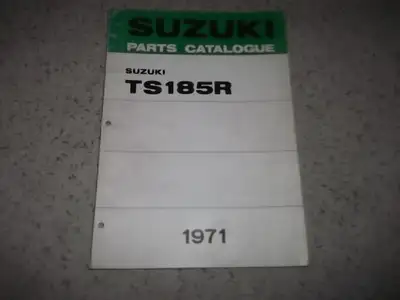 SUZUKI
PARTS CATALOGUE
SUZUKI
TS185R
1971